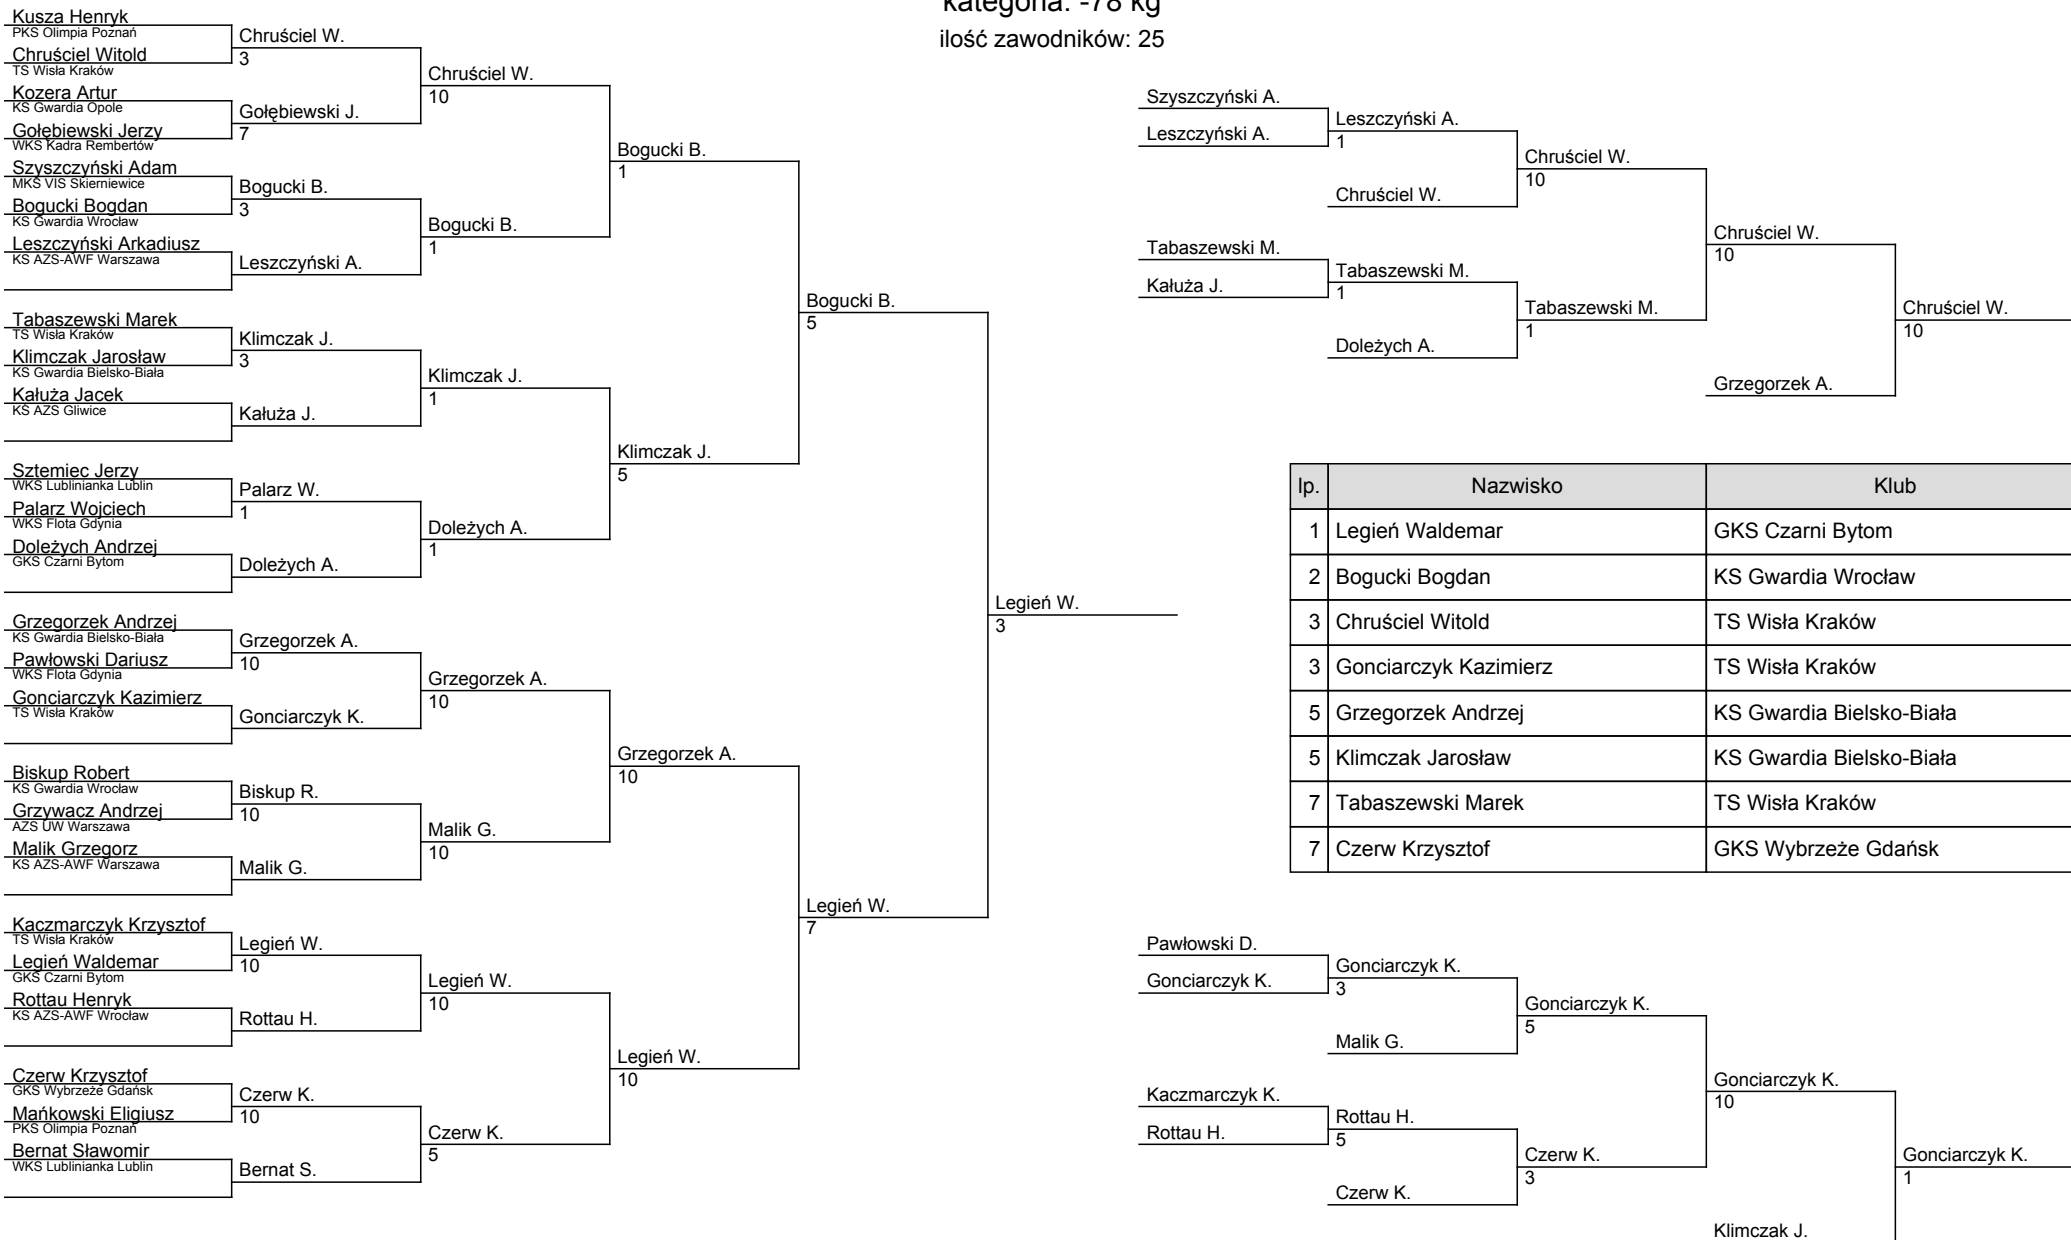 kategoria: -78 kg
ilość zawodników: 25
Kusza Henryk
PKS Olimpia Poznań
Chruściel Witold
TS Wisła Kraków
Kozera Artur
KS Gwardia Opole
Gołębiewski Jerzy
WKS Kadra Rembertów
Szyszczyński Adam
MKS VIS Skierniewice
Bogucki Bogdan
KS Gwardia Wrocław
Leszczyński Arkadiusz
KS AZS-AWF Warszawa
Tabaszewski Marek
TS Wisła Kraków
Klimczak Jarosław
KS Gwardia Bielsko-Biała
Kałuża Jacek
KS AZS Gliwice
Sztemiec Jerzy
WKS Lublinianka Lublin
Palarz Wojciech
WKS Flota Gdynia
Doleżych Andrzej
GKS Czarni Bytom
Grzegorzek Andrzej
KS Gwardia Bielsko-Biała
Pawłowski Dariusz
WKS Flota Gdynia
Gonciarczyk Kazimierz
TS Wisła Kraków
Biskup Robert
KS Gwardia Wrocław
Grzywacz Andrzej
AZS UW Warszawa
Malik Grzegorz
KS AZS-AWF Warszawa
Kaczmarczyk Krzysztof
TS Wisła Kraków
Legień Waldemar
GKS Czarni Bytom
Rottau Henryk
KS AZS-AWF Wrocław
Czerw Krzysztof
GKS Wybrzeże Gdańsk
Mańkowski Eligiusz
PKS Olimpia Poznań
Bernat Sławomir
WKS Lublinianka Lublin
Chruściel W.
3
Gołębiewski J.
7
Bogucki B.
3
Leszczyński A.
Klimczak J.
3
Kałuża J.
Palarz W.
1
Doleżych A.
Grzegorzek A.
10
Gonciarczyk K.
Biskup R.
10
Malik G.
Legień W.
10
Rottau H.
Czerw K.
10
Bernat S.
Chruściel W.
10
Bogucki B.
1
Klimczak J.
1
Doleżych A.
1
Grzegorzek A.
10
Malik G.
10
Legień W.
10
Czerw K.
5
Bogucki B.
1
Klimczak J.
5
Grzegorzek A.
10
Legień W.
10
Bogucki B.
5
Legień W.
7
Legień W.
3
Szyszczyński A.
Leszczyński A.
Tabaszewski M.
Kałuża J.
Leszczyński A.
1
Chruściel W.
Tabaszewski M.
1
Doleżych A.
Chruściel W.
10
Tabaszewski M.
1
Chruściel W.
10
Grzegorzek A.
Chruściel W.
10
lp. Nazwisko Klub
1 Legień Waldemar GKS Czarni Bytom
2 Bogucki Bogdan KS Gwardia Wrocław
3 Chruściel Witold TS Wisła Kraków
3 Gonciarczyk Kazimierz TS Wisła Kraków
5 Grzegorzek Andrzej KS Gwardia Bielsko-Biała
5 Klimczak Jarosław KS Gwardia Bielsko-Biała
7 Tabaszewski Marek TS Wisła Kraków
7 Czerw Krzysztof GKS Wybrzeże Gdańsk
Pawłowski D.
Gonciarczyk K.
Kaczmarczyk K.
Rottau H.
Gonciarczyk K.
3
Malik G.
Rottau H.
5
Czerw K.
Gonciarczyk K.
5
Czerw K.
3
Gonciarczyk K.
10
Klimczak J.
Gonciarczyk K.
1